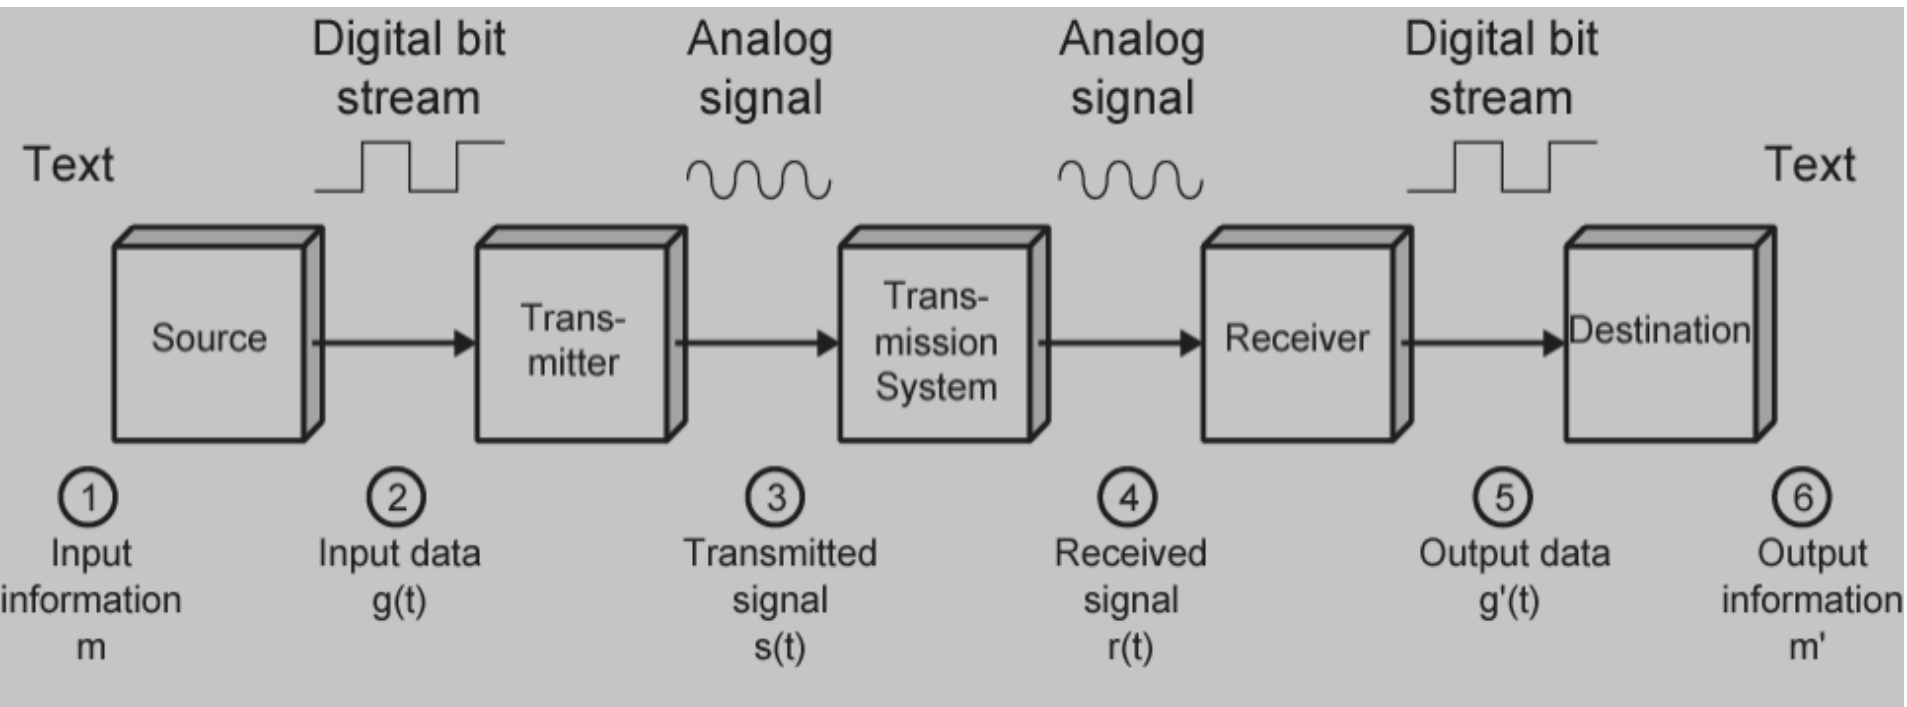 Text
Digital bit
stream
Analog
signal
Analog
signal
Digital bit
stream
Text
Source
Trans-
mitter
Trans-
mission
System
Receiver
Destination
1
Input
information
m
2
Input data
g(t)
3
Transmitted
signal
s(t)
4
Received
signal
r(t)
5
Output data
g'(t)
6
Output
information
m'